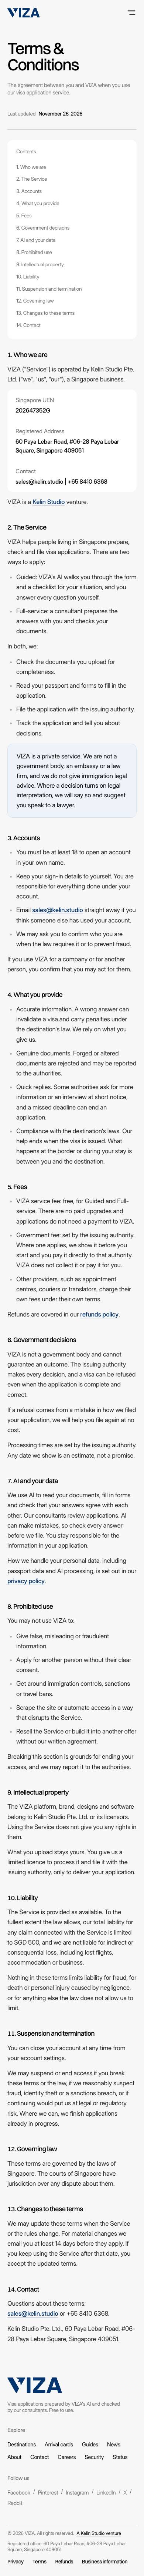 VIZA
Terms &
Conditions
The agreement between you and VIZA when you use
our visa application service.
Last updated November 26, 2026
Contents
1. Who we are
2. The Service
3. Accounts
4. What you provide
5. Fees
6. Government decisions
7. AI and your data
8. Prohibited use
9. Intellectual property
10. Liability
11. Suspension and termination
12. Governing law
13. Changes to these terms
14. Contact
1. Who we are
VIZA ("Service") is operated by Kelin Studio Pte.
Ltd. ("we", "us", "our"), a Singapore business.
Singapore UEN
202647352G
Registered Address
60 Paya Lebar Road, #06-28 Paya Lebar
Square, Singapore 409051
Contact
sales@kelin.studio | +65 8410 6368
VIZA is a Kelin Studio venture.
2. The Service
VIZA helps people living in Singapore prepare,
check and file visa applications. There are two
ways to apply:
Guided: VIZA's AI walks you through the form
and a checklist for your situation, and you
answer every question yourself.
Full-service: a consultant prepares the
answers with you and checks your
documents.
In both, we:
Check the documents you upload for
completeness.
Read your passport and forms to fill in the
application.
File the application with the issuing authority.
Track the application and tell you about
decisions.
VIZA is a private service. We are not a
government body, an embassy or a law
firm, and we do not give immigration legal
advice. Where a decision turns on legal
interpretation, we will say so and suggest
you speak to a lawyer.
3. Accounts
You must be at least 18 to open an account
in your own name.
Keep your sign-in details to yourself. You are
responsible for everything done under your
account.
Email sales@kelin.studio straight away if you
think someone else has used your account.
We may ask you to confirm who you are
when the law requires it or to prevent fraud.
If you use VIZA for a company or for another
person, you confirm that you may act for them.
4. What you provide
Accurate information. A wrong answer can
invalidate a visa and carry penalties under
the destination's law. We rely on what you
give us.
Genuine documents. Forged or altered
documents are rejected and may be reported
to the authorities.
Quick replies. Some authorities ask for more
information or an interview at short notice,
and a missed deadline can end an
application.
Compliance with the destination's laws. Our
help ends when the visa is issued. What
happens at the border or during your stay is
between you and the destination.
5. Fees
VIZA service fee: free, for Guided and Full-
service. There are no paid upgrades and
applications do not need a payment to VIZA.
Government fee: set by the issuing authority.
Where one applies, we show it before you
start and you pay it directly to that authority.
VIZA does not collect it or pay it for you.
Other providers, such as appointment
centres, couriers or translators, charge their
own fees under their own terms.
Refunds are covered in our refunds policy.
6. Government decisions
VIZA is not a government body and cannot
guarantee an outcome. The issuing authority
makes every decision, and a visa can be refused
even when the application is complete and
correct.
If a refusal comes from a mistake in how we filed
your application, we will help you file again at no
cost.
Processing times are set by the issuing authority.
Any date we show is an estimate, not a promise.
7. AI and your data
We use AI to read your documents, fill in forms
and check that your answers agree with each
other. Our consultants review applications. AI
can make mistakes, so check every answer
before we file. You stay responsible for the
information in your application.
How we handle your personal data, including
passport data and AI processing, is set out in our
privacy policy.
8. Prohibited use
You may not use VIZA to:
Give false, misleading or fraudulent
information.
Apply for another person without their clear
consent.
Get around immigration controls, sanctions
or travel bans.
Scrape the site or automate access in a way
that disrupts the Service.
Resell the Service or build it into another offer
without our written agreement.
Breaking this section is grounds for ending your
access, and we may report it to the authorities.
9. Intellectual property
The VIZA platform, brand, designs and software
belong to Kelin Studio Pte. Ltd. or its licensors.
Using the Service does not give you any rights in
them.
What you upload stays yours. You give us a
limited licence to process it and file it with the
issuing authority, only to deliver your application.
10. Liability
The Service is provided as available. To the
fullest extent the law allows, our total liability for
any claim connected with the Service is limited
to SGD 500, and we are not liable for indirect or
consequential loss, including lost flights,
accommodation or business.
Nothing in these terms limits liability for fraud, for
death or personal injury caused by negligence,
or for anything else the law does not allow us to
limit.
11. Suspension and termination
You can close your account at any time from
your account settings.
We may suspend or end access if you break
these terms or the law, if we reasonably suspect
fraud, identity theft or a sanctions breach, or if
continuing would put us at legal or regulatory
risk. Where we can, we finish applications
already in progress.
12. Governing law
These terms are governed by the laws of
Singapore. The courts of Singapore have
jurisdiction over any dispute about them.
13. Changes to these terms
We may update these terms when the Service
or the rules change. For material changes we
email you at least 14 days before they apply. If
you keep using the Service after that date, you
accept the updated terms.
14. Contact
Questions about these terms:
sales@kelin.studio or +65 8410 6368.
Kelin Studio Pte. Ltd., 60 Paya Lebar Road, #06-
28 Paya Lebar Square, Singapore 409051.
VIZA
Visa applications prepared by VIZA's AI and checked
by our consultants. Free to use.
Explore
Destinations Arrival cards Guides News
About Contact Careers Security Status
Follow us
Facebook / Pinterest / Instagram / LinkedIn / X /
Reddit
© 2026 VIZA. All rights reserved. A Kelin Studio venture
Registered office: 60 Paya Lebar Road, #06-28 Paya Lebar
Square, Singapore 409051
Privacy Terms Refunds Business information